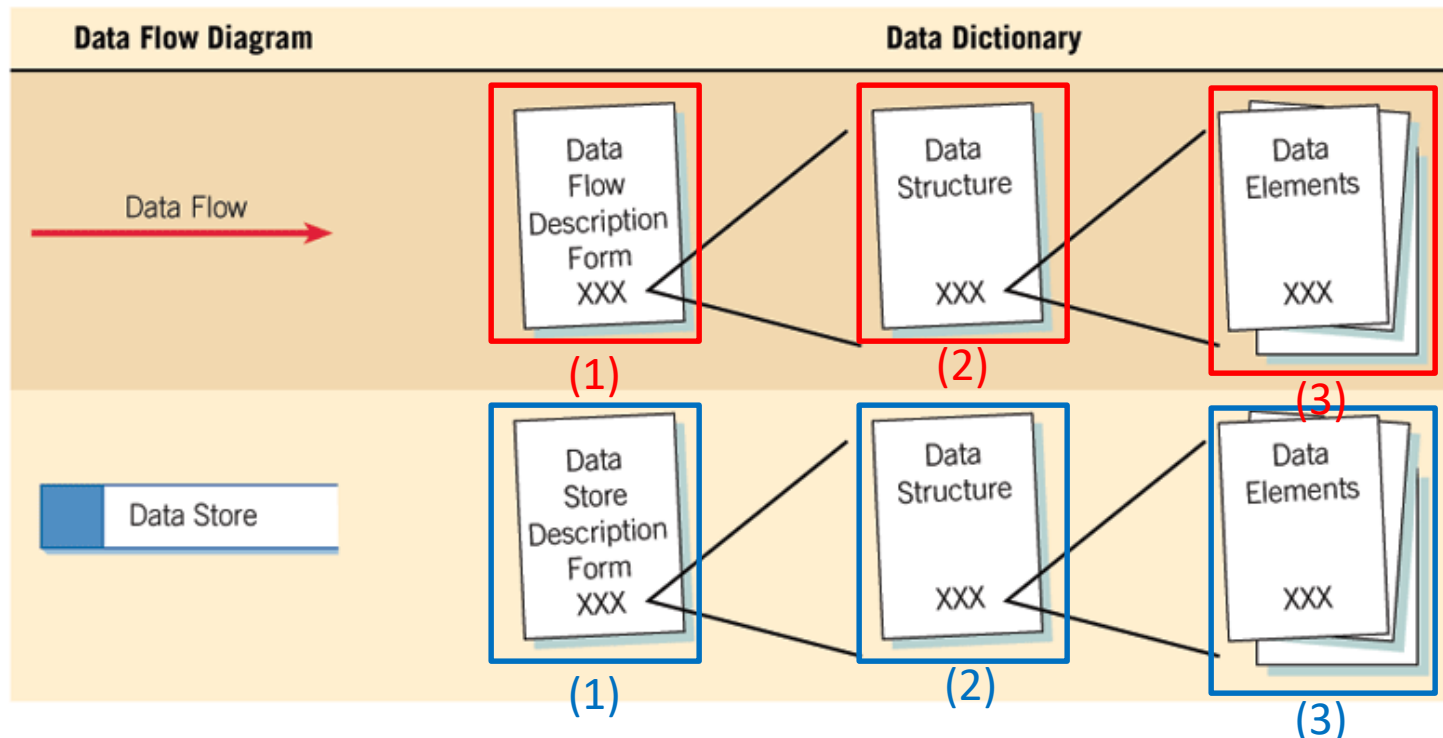 Data Flow Diagram
Data Dictionary
Data Flow
Data
Flow
Description
Form
XXX
(1)
Data
Structure
XXX
(2)
Data
Elements
XXX
(3)
Data Store
Data
Store
Description
Form
XXX
(1)
Data
Structure
XXX
(2)
Data
Elements
XXX
(3)